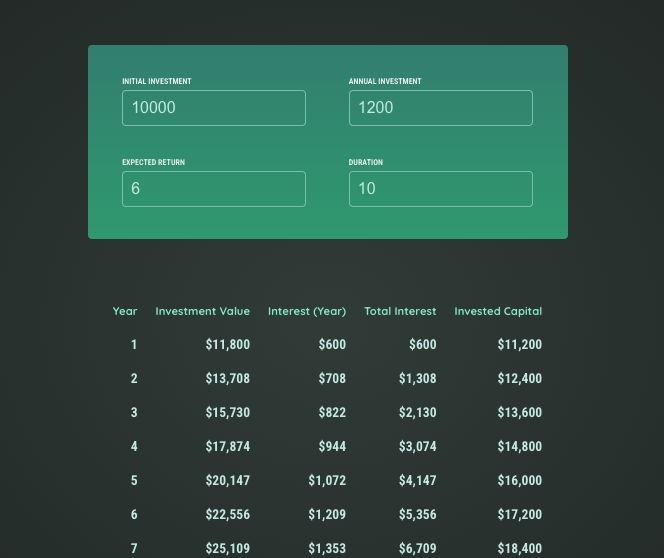 INITIAL INVESTMENT ANNUAL INVESTMENT
10000 1200
EXPECTED RETURN DURATION
6 10
Year Investment Value Interest (Year) Total Interest Invested Capital
1 $11,800 $600 $600 $11,200
2 $13,708 $708 $1,308 $12,400
3 $15,730 $822 $2,130 $13,600
4 $17,874 $944 $3,074 $14,800
5 $20,147 $1,072 $4,147 $16,000
6 $22,556 $1,209 $5,356 $17,200
7 $25,109 $1,353 $6,709 $18,400